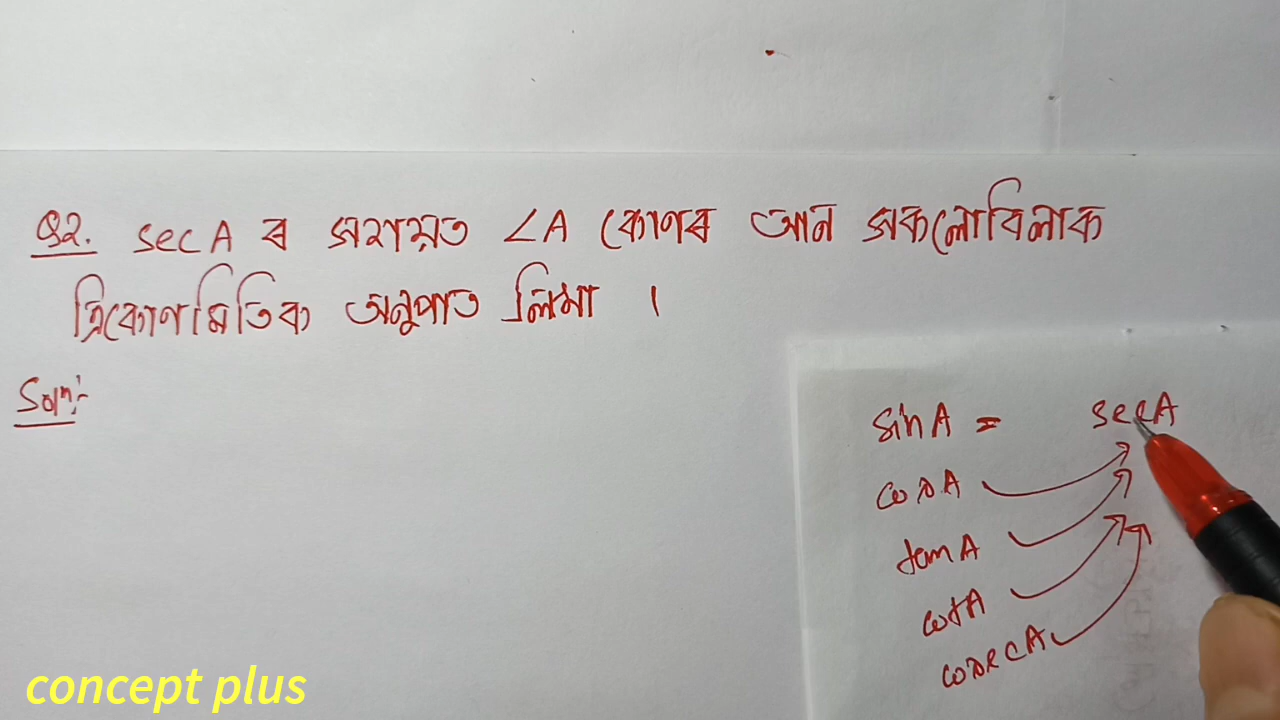 Q2. secA ৰ সহায়ত ∠A কোণৰ আন সকলোবিলাক
ত্ৰিকোণমিতিক অনুপাত লিখা ।
Soln:-
sinA = secA
cosA
tanA
cotA
cosecA
concept plus